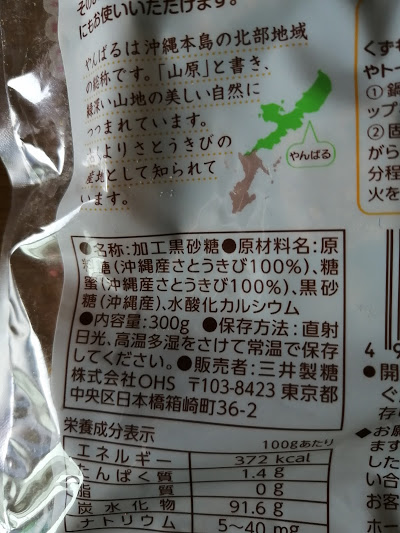 にもお使いいただけます。
やんばるは沖縄本島の北部地域
の総称です。「山原」と書き、
緑深い山地の美しい自然に
つつまれています。
よりさとうきびの
産地として知られて
います。
やんばる
くずも
やトー
① 鍋
ップ
② 固
がら
分程
火を
名称:加工黒砂糖●原材料名:原
料糖(沖縄産さとうきび100%)、糖
蜜(沖縄産さとうきび100%)、黒砂
糖(沖縄産)、水酸化カルシウム
●内容量:300g ●保存方法:直射
日光、高温多湿をさけて常温で保存
してください。●販売者:三井製糖
株式会社OHS 〒103-8423 東京都
中央区日本橋箱崎町36-2
栄養成分表示
100gあたり
エネルギー 372 kcal
たんぱく質 1.4 g
脂質 0 g
炭水化物 91.6 g
ナトリウム 5~40 mg
4 9
●開
ぐ
存
◆お
ます
した
い合
お客
ホー